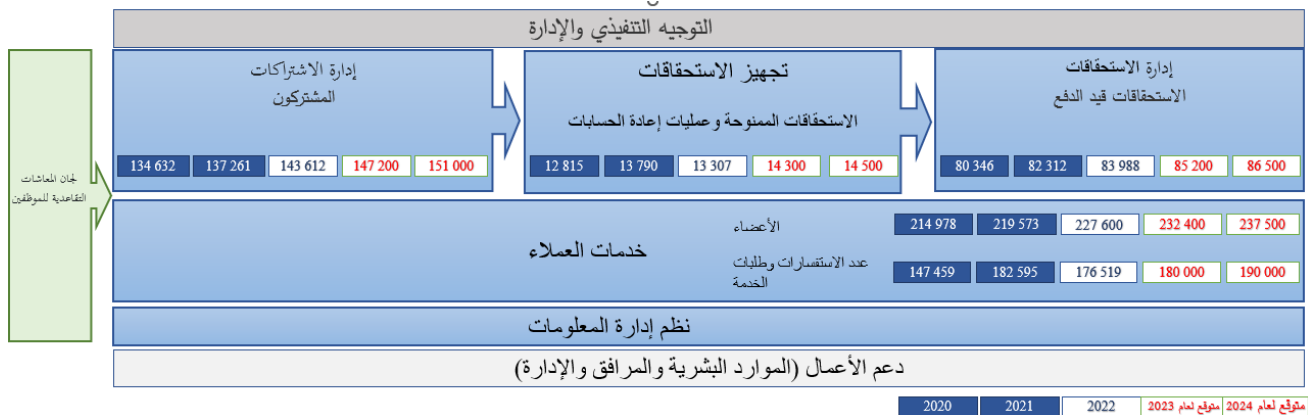 التوجيه التنفيذي والإدارة
لجان المعاشات
التقاعدية للموظفين
إدارة الاشتراكات
المشتركون
134 632 137 261 143 612 147 200 151 000
تجهيز الاستحقاقات
الاستحقاقات الممنوحة وعمليات إعادة الحسابات
12 815 13 790 13 307 14 300 14 500
إدارة الاستحقاقات
الاستحقاقات قيد الدفع
80 346 82 312 83 988 85 200 86 500
خدمات العملاء
الأعضاء
214 978 219 573 227 600 232 400 237 500
عدد الاستفسارات وطلبات
الخدمة
147 459 182 595 176 519 180 000 190 000
نظم إدارة المعلومات
دعم الأعمال (الموارد البشرية والمرافق والإدارة)
2020 2021 2022 متوقع لعام 2023 متوقع لعام 2024